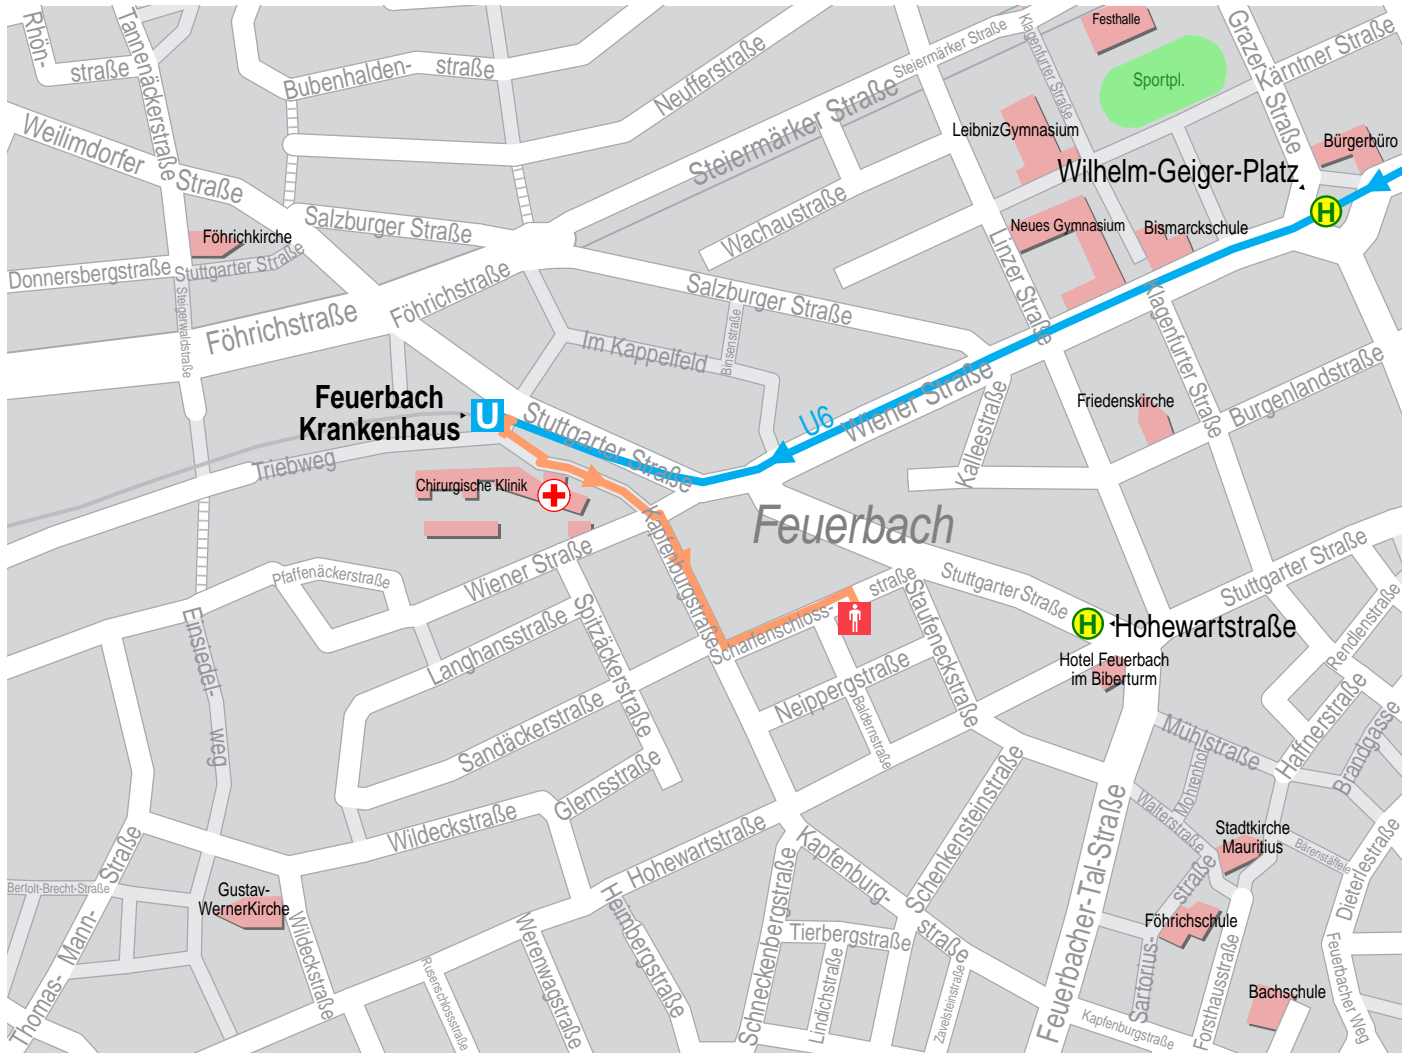 Rhön-
straße
Tannenäckerstraße
Bubenhalden-
straße
Neufferstraße
Steiermärker Straße
Steiermärker Straße
Klagenfurter Straße
Festhalle
Sportpl.
Grazer
Straße
Kärntner Straße
Weilimdorfer
Straße
LeibnizGymnasium
Bürgerbüro
Wilhelm-Geiger-Platz
H
Salzburger Straße
Föhrichkirche
Wachaustraße
Neues Gymnasium
Bismarckschule
Linzer Straße
Donnersbergstraße
Stuttgarter Straße
Steigerwaldstraße
Föhrichstraße
Föhrichstraße
Salzburger Straße
Klagenfurter Straße
Im Kappelfeld
Binsenstraße
Burgenlandstraße
Feuerbach
Krankenhaus
U
Stuttgarter Straße
U6
Wiener Straße
Kalleestraße
Friedenskirche
Triebweg
Chirurgische Klinik
Feuerbach
Kapfenburgstraße
Wiener Straße
Pfaffenäckerstraße
Stuttgarter Straße
Stuttgarter Straße
Scharfenschloss-
straße
Staufeneckstraße
H
Hohewartstraße
Hotel Feuerbach
im Biberturm
Rendlenstraße
Einsiedel-
weg
Langhansstraße
Spitzäckerstraße
Neippergstraße
Baldernstraße
Sandäckerstraße
Glemsstraße
Mühlstraße
Haffnerstraße
Brandgasse
Mohrenhof
Walterstraße
Wildeckstraße
Hohewartstraße
Kapfenburg-
straße
Schenkensteinstraße
Feuerbacher-Tal-Straße
Stadtkirche
Mauritius
Bärenstäffele
Dieterlestraße
Thomas-
Mann-
Straße
Bertolt-Brecht-Straße
Gustav-
WernerKirche
Wildeckstraße
Rusenschlossstraße
Werenwagstraße
Heimbergstraße
Schneckenbergstraße
Tierbergstraße
Lindichstraße
Zavelsteinstraße
Kapfenburgstraße
Sartorius-
straße
Föhrichschule
Forsthausstraße
Bachschule
Feuerbacher Weg